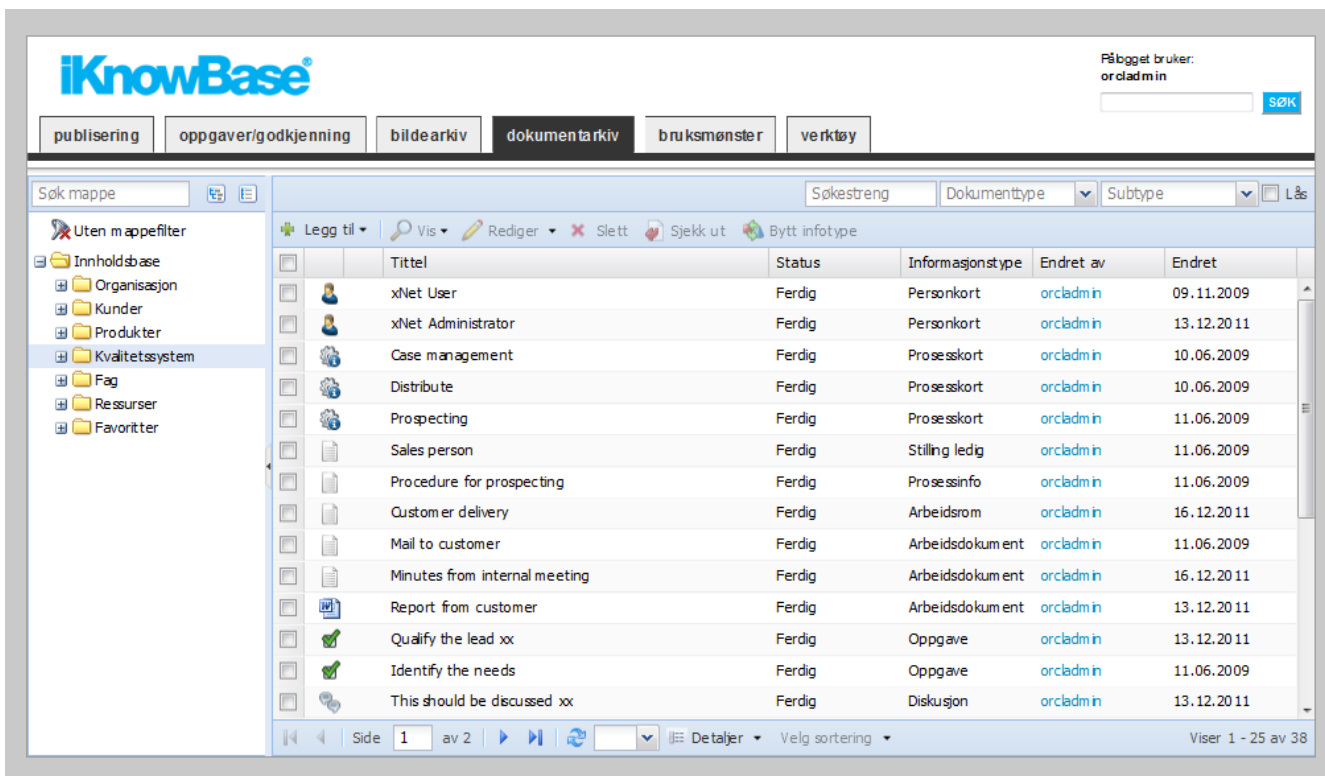 iKnowBase®
Pålogget bruker:
orcladmin
SØK
publisering oppgaver/godkjenning bildearkiv dokumentarkiv bruksmønster verktøy
Søk mappe Søkestreng Dokumenttype Subtype Lås
Uten mappefilter
Innholdsbase
Organisasjon
Kunder
Produkter
Kvalitetssystem
Fag
Ressurser
Favoritter
Legg til Vis Rediger Slett Sjekk ut Bytt infotype
Tittel Status Informasjonstype Endret av Endret
xNet User Ferdig Personkort orcladmin 09.11.2009
xNet Administrator Ferdig Personkort orcladmin 13.12.2011
Case management Ferdig Prosesskort orcladmin 10.06.2009
Distribute Ferdig Prosesskort orcladmin 10.06.2009
Prospecting Ferdig Prosesskort orcladmin 11.06.2009
Sales person Ferdig Stilling ledig orcladmin 11.06.2009
Procedure for prospecting Ferdig Prosessinfo orcladmin 11.06.2009
Customer delivery Ferdig Arbeidsrom orcladmin 16.12.2011
Mail to customer Ferdig Arbeidsdokument orcladmin 11.06.2009
Minutes from internal meeting Ferdig Arbeidsdokument orcladmin 16.12.2011
Report from customer Ferdig Arbeidsdokument orcladmin 13.12.2011
Qualify the lead xx Ferdig Oppgave orcladmin 13.12.2011
Identify the needs Ferdig Oppgave orcladmin 11.06.2009
This should be discussed xx Ferdig Diskusjon orcladmin 13.12.2011
Side 1 av 2 Detaljer Velg sortering Viser 1 - 25 av 38